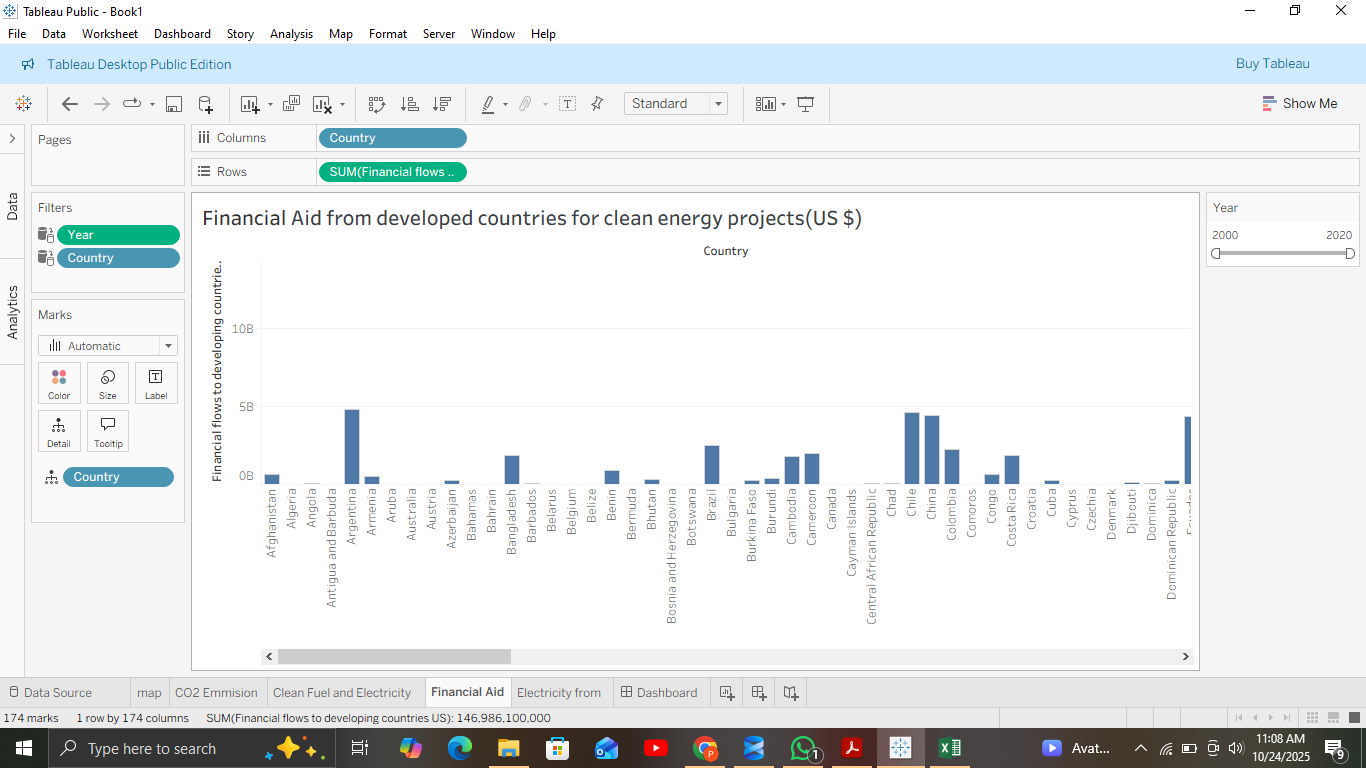 Tableau Public - Book1
File Data Worksheet Dashboard Story Analysis Map Format Server Window Help
Tableau Desktop Public Edition
Buy Tableau
Standard
Show Me
Pages
Columns
Country
Rows
SUM(Financial flows ..
Data
Analytics
Filters
Year
Country
Marks
Automatic
Color
Size
Label
Detail
Tooltip
Country
Financial Aid from developed countries for clean energy projects(US $)
Country
Financial flows to developing countrie..
10B
5B
0B
Afghanistan
Algeria
Angola
Antigua and Barbuda
Argentina
Armenia
Aruba
Australia
Austria
Azerbaijan
Bahamas
Bahrain
Bangladesh
Barbados
Belarus
Belgium
Belize
Benin
Bermuda
Bhutan
Bosnia and Herzegovina
Botswana
Brazil
Bulgaria
Burkina Faso
Burundi
Cambodia
Cameroon
Canada
Cayman Islands
Central African Republic
Chad
Chile
China
Colombia
Comoros
Congo
Costa Rica
Croatia
Cuba
Cyprus
Czechia
Denmark
Djibouti
Dominica
Dominican Republic
Year
2000 2020
Data Source
map
CO2 Emmision
Clean Fuel and Electricity
Financial Aid
Electricity from
Dashboard
174 marks 1 row by 174 columns SUM(Financial flows to developing countries US): 146,986,100,000
Type here to search
1
Avat...
11:08 AM
10/24/2025
9